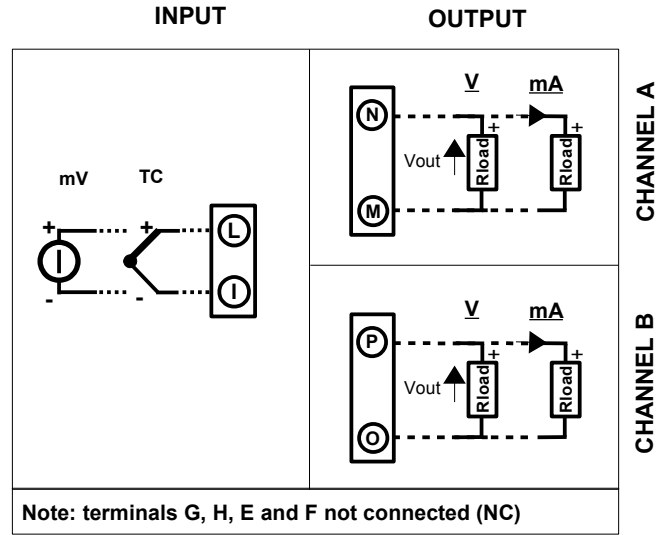 INPUT
OUTPUT
mV
TC
+
+
-
-
L
I
V
mA
N
+
+
Vout
Rload
Rload
M
CHANNEL A
V
mA
P
+
+
Vout
Rload
Rload
O
CHANNEL B
Note: terminals G, H, E and F not connected (NC)